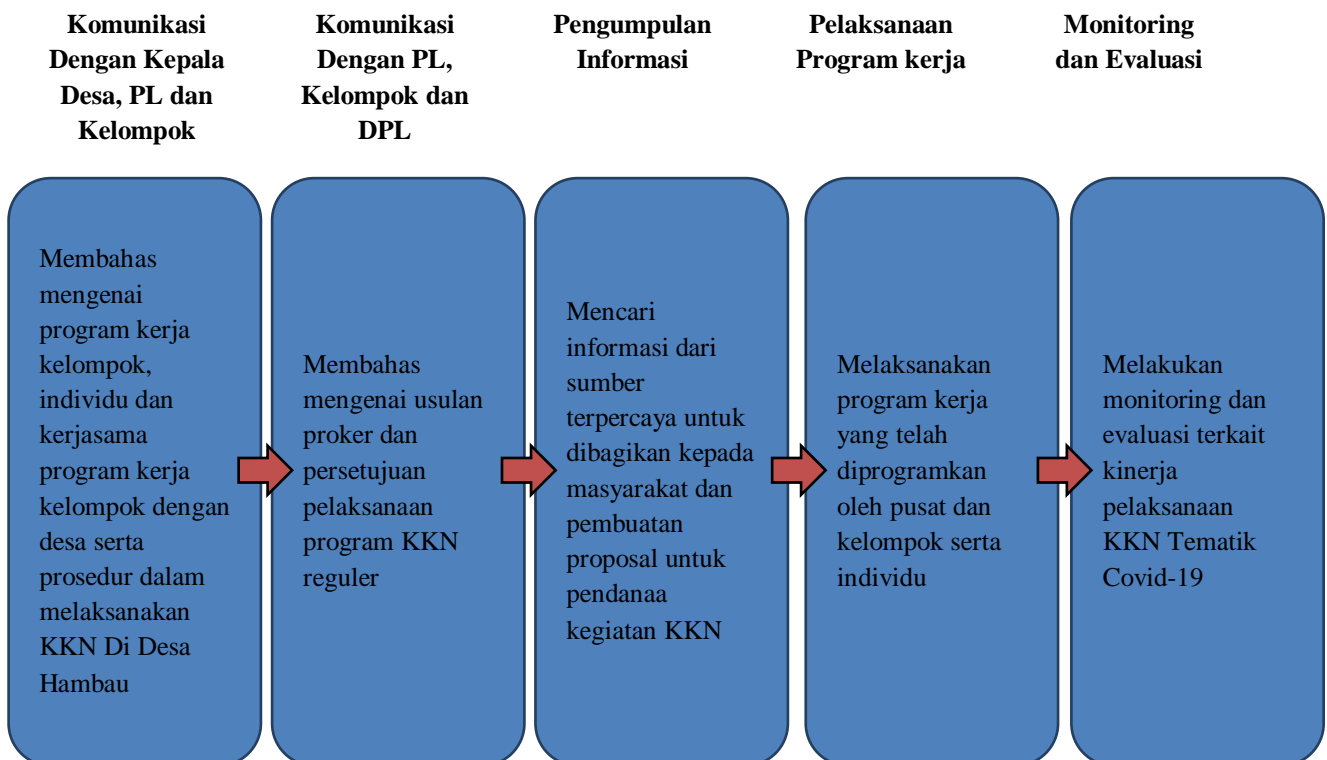 Komunikasi
Dengan Kepala
Desa, PL dan
Kelompok
Komunikasi
Dengan PL,
Kelompok dan
DPL
Pengumpulan
Informasi
Pelaksanaan
Program kerja
Monitoring
dan Evaluasi
Membahas
mengenai
program kerja
kelompok,
individu dan
kerjasama
program kerja
kelompok dengan
desa serta
prosedur dalam
melaksanakan
KKN Di Desa
Hambau
Membahas
mengenai usulan
proker dan
persetujuan
pelaksanaan
program KKN
reguler
Mencari
informasi dari
sumber
terpercaya untuk
dibagikan kepada
masyarakat dan
pembuatan
proposal untuk
pendanaa
kegiatan KKN
Melaksanakan
program kerja
yang telah
diprogramkan
oleh pusat dan
kelompok serta
individu
Melakukan
monitoring dan
evaluasi terkait
kinerja
pelaksanaan
KKN Tematik
Covid-19